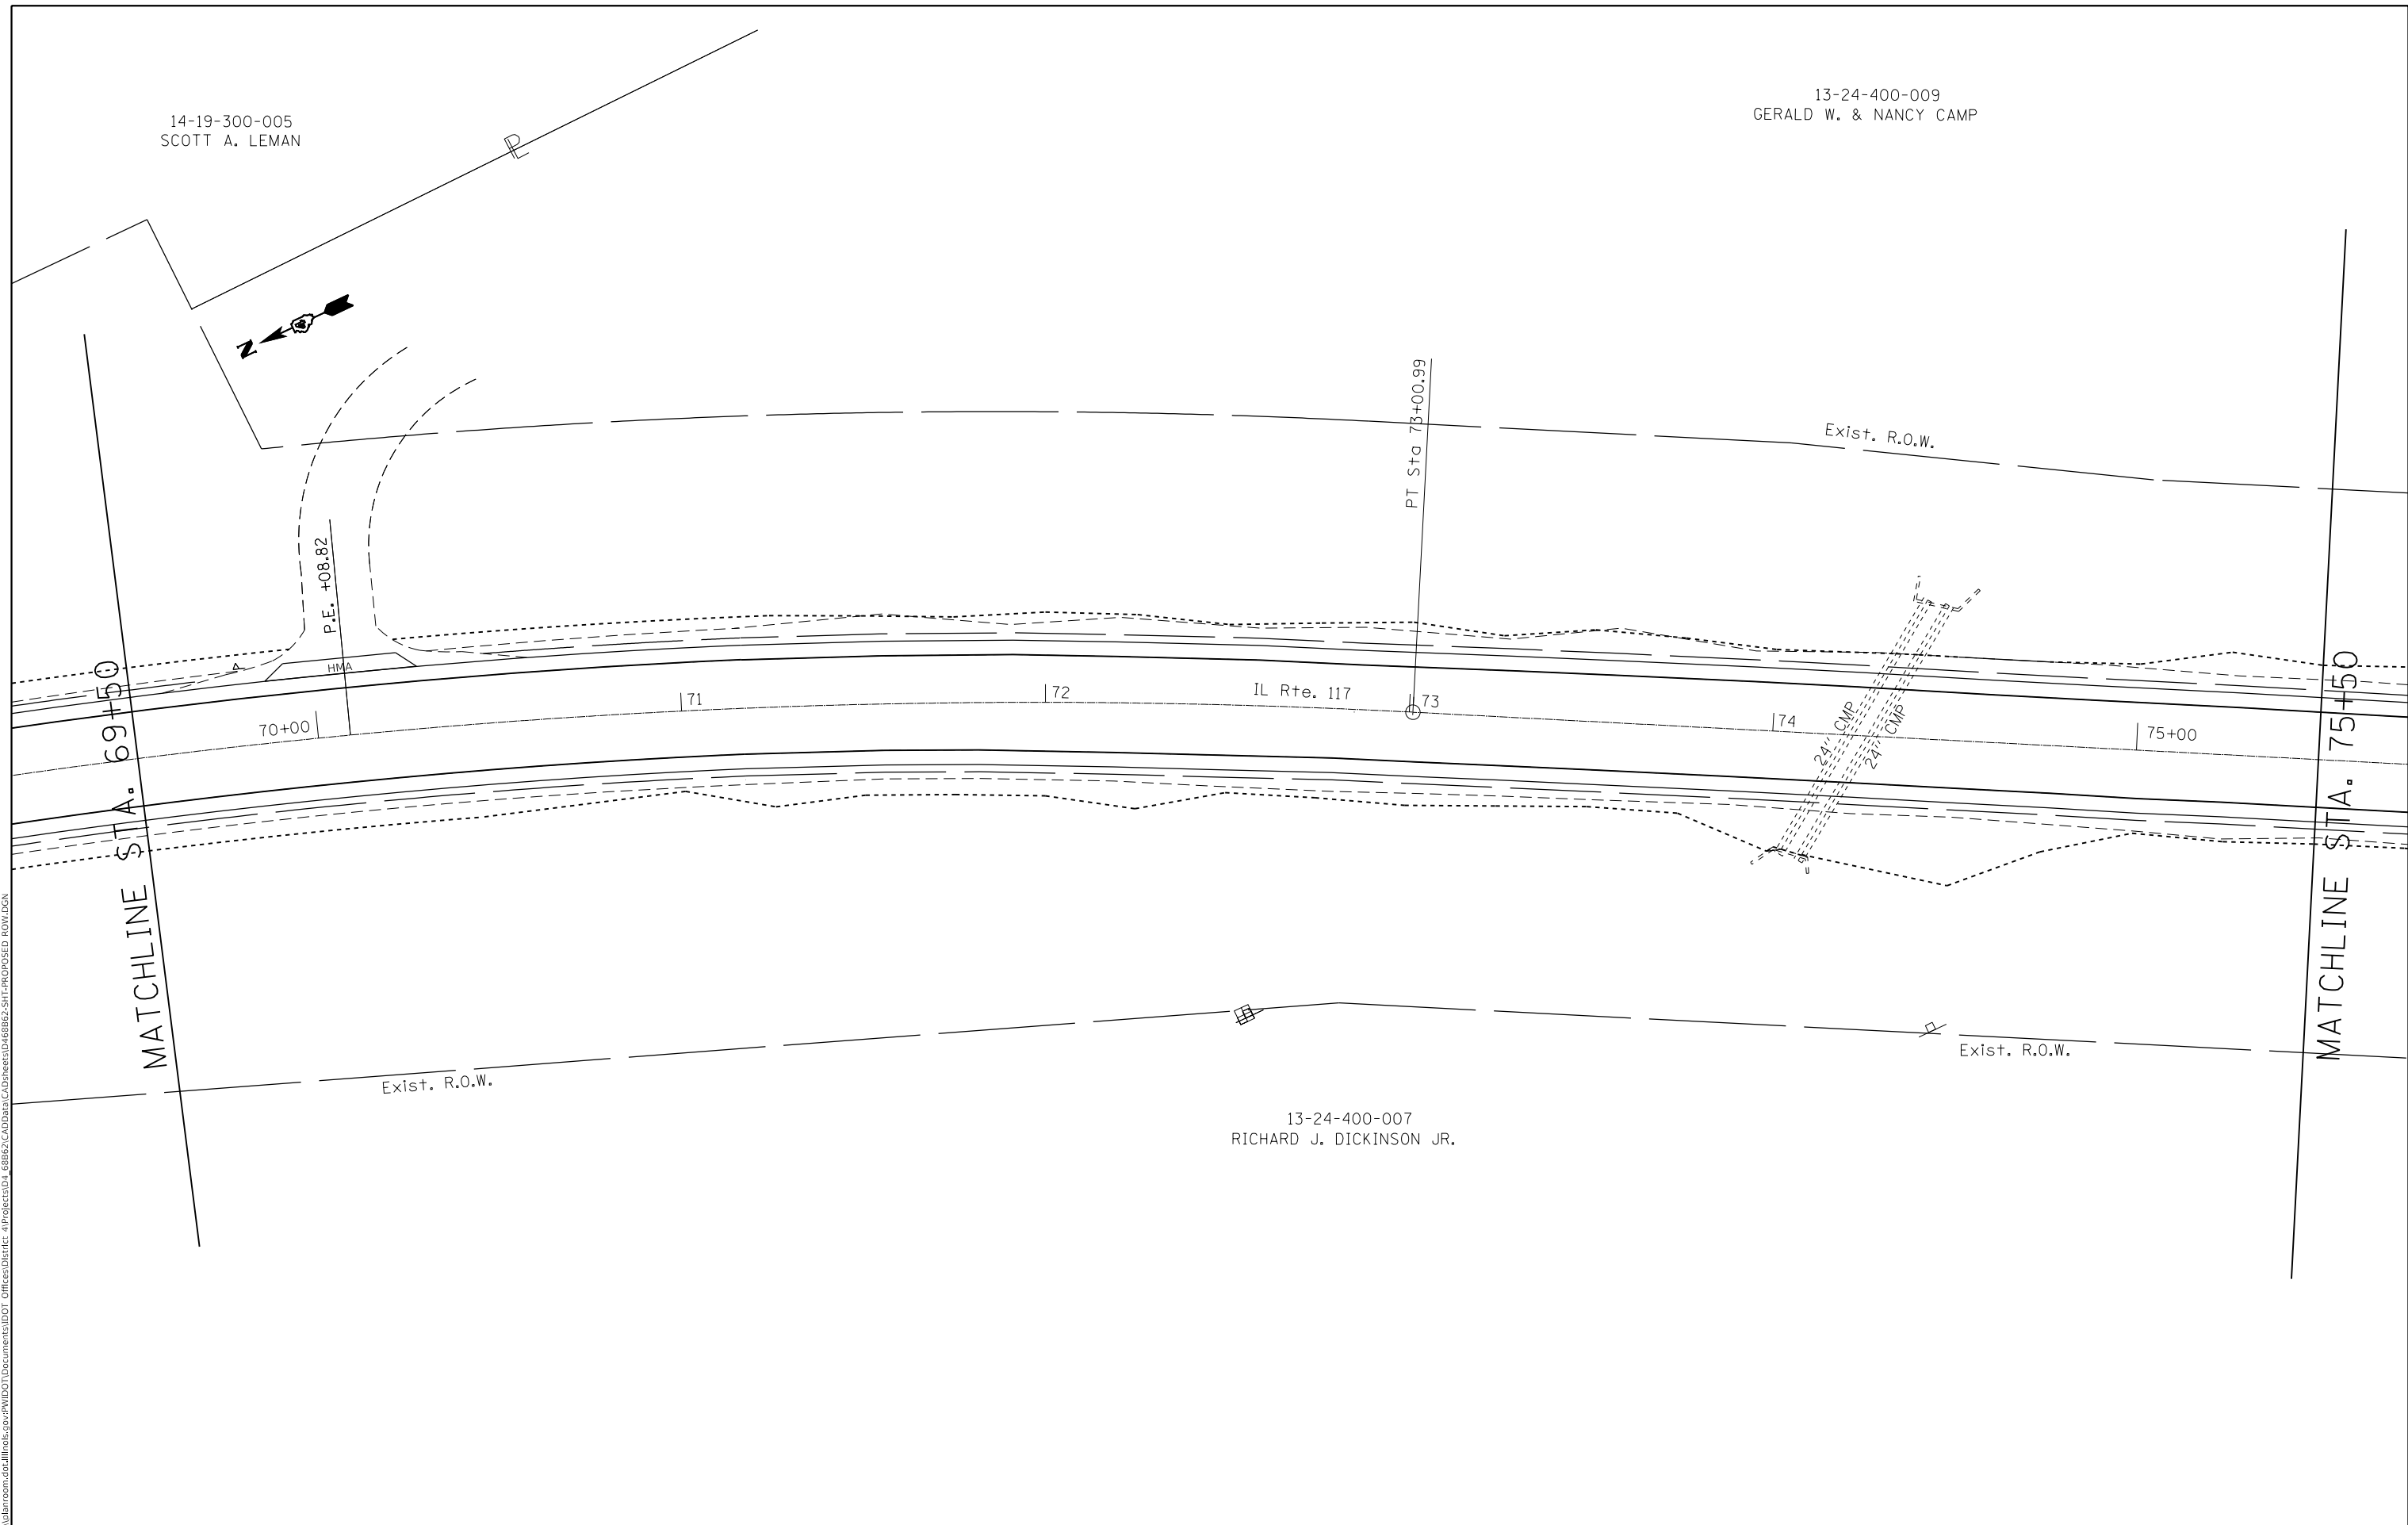 14-19-300-005
SCOTT A. LEMAN
13-24-400-009
GERALD W. & NANCY CAMP
PL
N
Exist. R.O.W.
PT Sta 73+00.99
P.E. +08.82
HMA
MATCHLINE STA. 69+50
70+00
71
72
IL Rte. 117
73
74
24" CMP
24" CMP
75+00
MATCHLINE STA. 75+50
Exist. R.O.W.
Exist. R.O.W.
13-24-400-007
RICHARD J. DICKINSON JR.